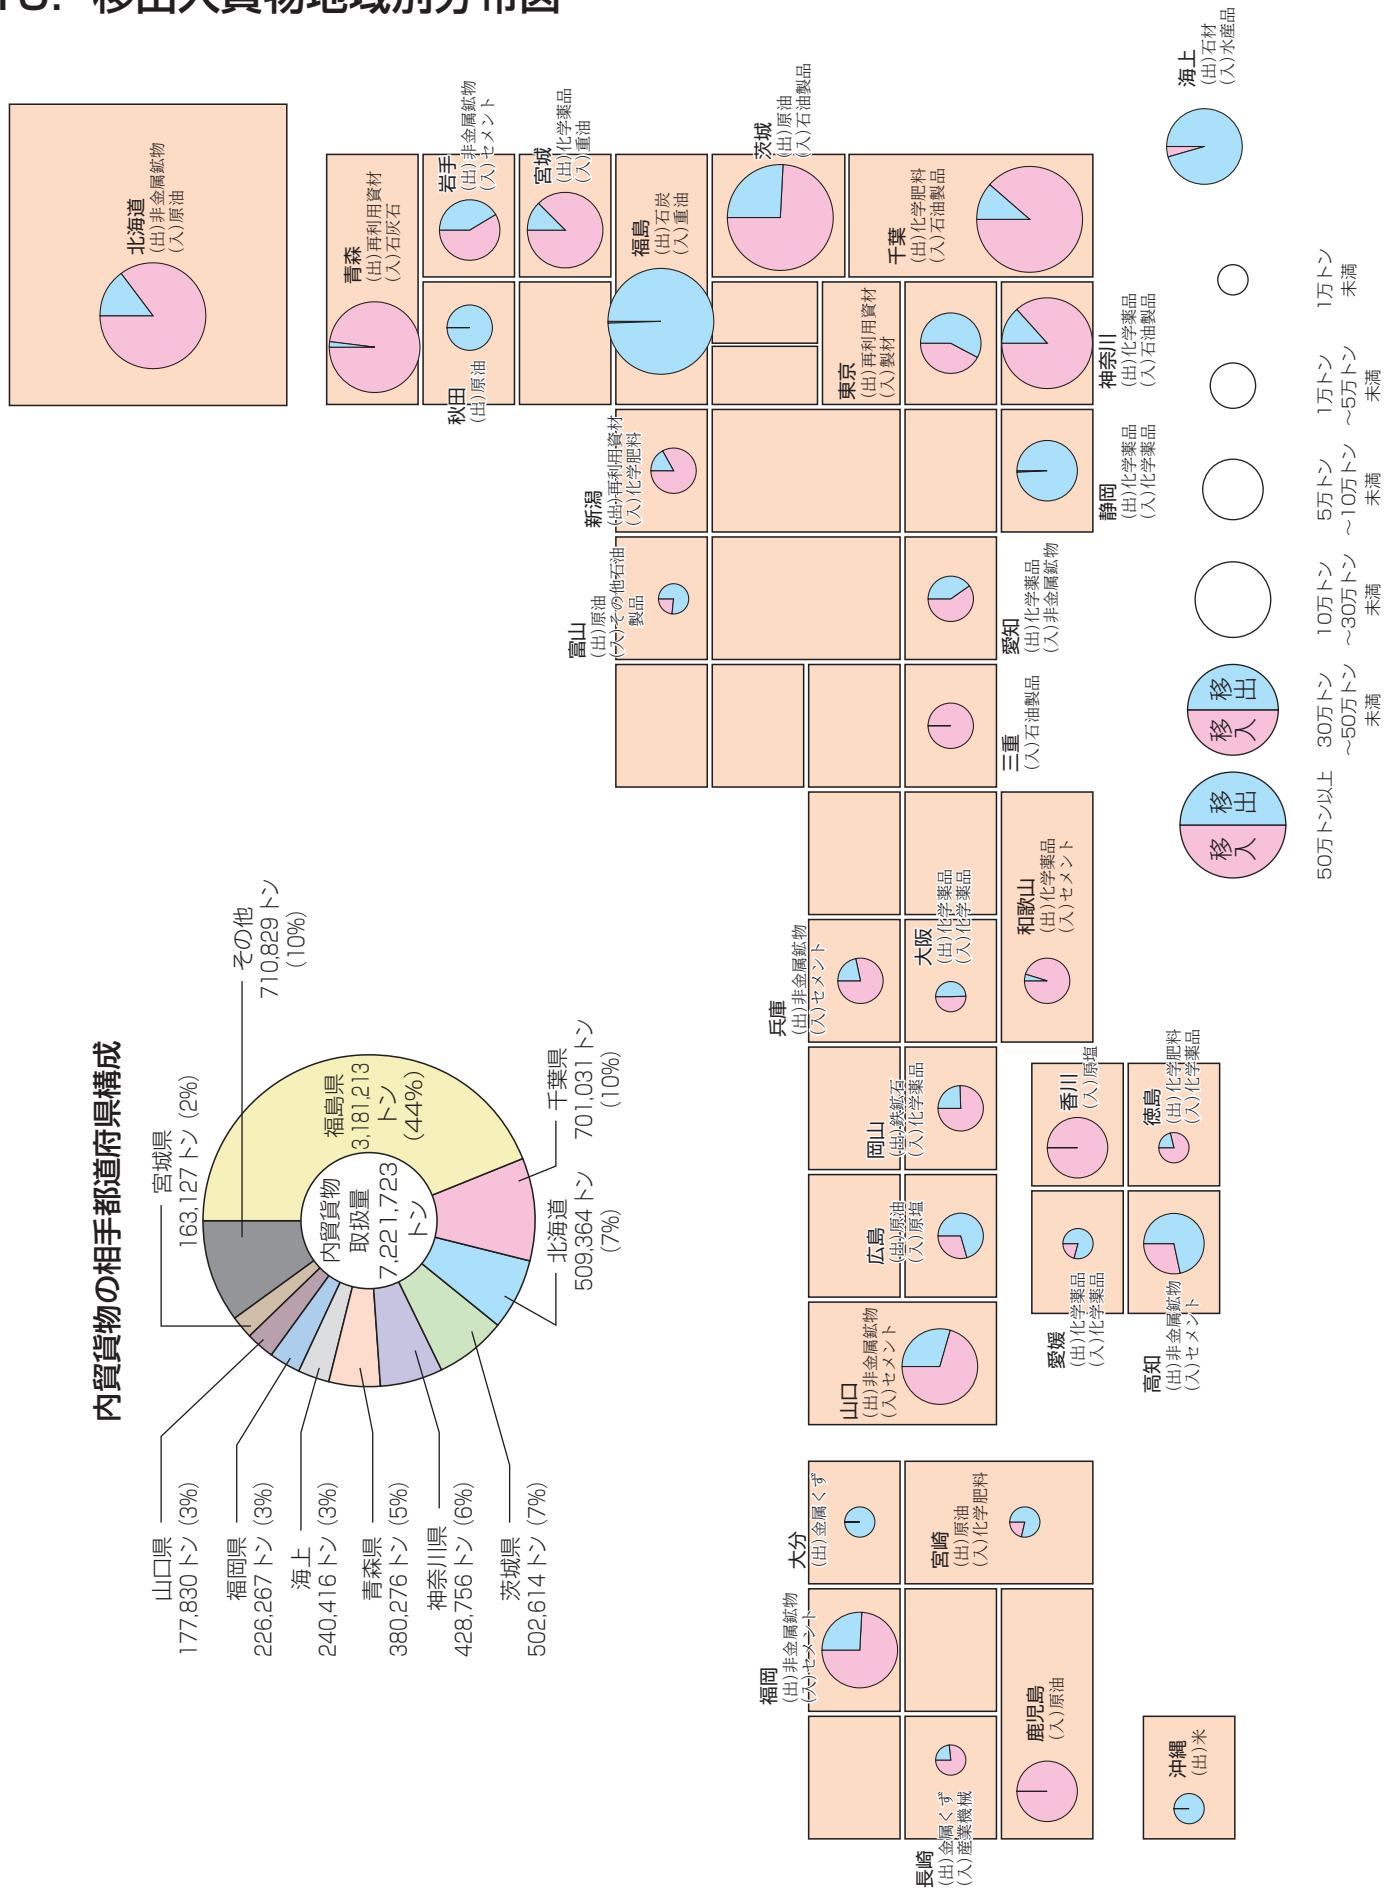 移出入貨物地域別分布図
内貿貨物の相手都道府県構成
内貿貨物
取扱量
7,221,723
トン
福島県
3,181,213
トン
(44%)
千葉県
701,031トン
(10%)
北海道
509,364トン
(7%)
茨城県
502,614トン(7%)
神奈川県
428,756トン(6%)
青森県
380,276トン(5%)
海上
240,416トン(3%)
福岡県
226,267トン(3%)
山口県
177,830トン(3%)
宮城県
163,127トン(2%)
その他
710,829トン
(10%)
北海道
(出)非金属鉱物
(入)原油
青森
(出)再利用資材
(入)石灰石
岩手
(出)非金属鉱物
(入)セメント
秋田
(出)原油
宮城
(出)化学薬品
(入)重油
福島
(出)石炭
(入)重油
茨城
(出)原油
(入)石油製品
千葉
(出)化学肥料
(入)石油製品
東京
(出)再利用資材
(入)製材
神奈川
(出)化学薬品
(入)石油製品
新潟
(出)再利用資材
(入)化学肥料
静岡
(出)化学薬品
(入)化学薬品
富山
(出)原油
(入)その他石油
製品
愛知
(出)化学薬品
(入)非金属鉱物
三重
(入)石油製品
兵庫
(出)非金属鉱物
(入)セメント
大阪
(出)化学薬品
(入)化学薬品
和歌山
(出)化学薬品
(入)セメント
岡山
(出)鉄鉱石
(入)化学薬品
広島
(出)原油
(入)原塩
山口
(出)非金属鉱物
(入)セメント
香川
(入)原塩
徳島
(出)化学肥料
(入)化学薬品
愛媛
(出)化学薬品
(入)化学薬品
高知
(出)非金属鉱物
(入)セメント
大分
(出)金属くず
福岡
(出)非金属鉱物
(入)セメント
宮崎
(出)原油
(入)化学肥料
長崎
(出)金属くず
(入)産業機械
鹿児島
(入)原油
沖縄
(出)米
海上
(出)石材
(入)水産品
移入
移出
50万トン以上
移入
移出
30万トン
～50万トン
未満
10万トン
～30万トン
未満
5万トン
～10万トン
未満
1万トン
～5万トン
未満
1万トン
未満